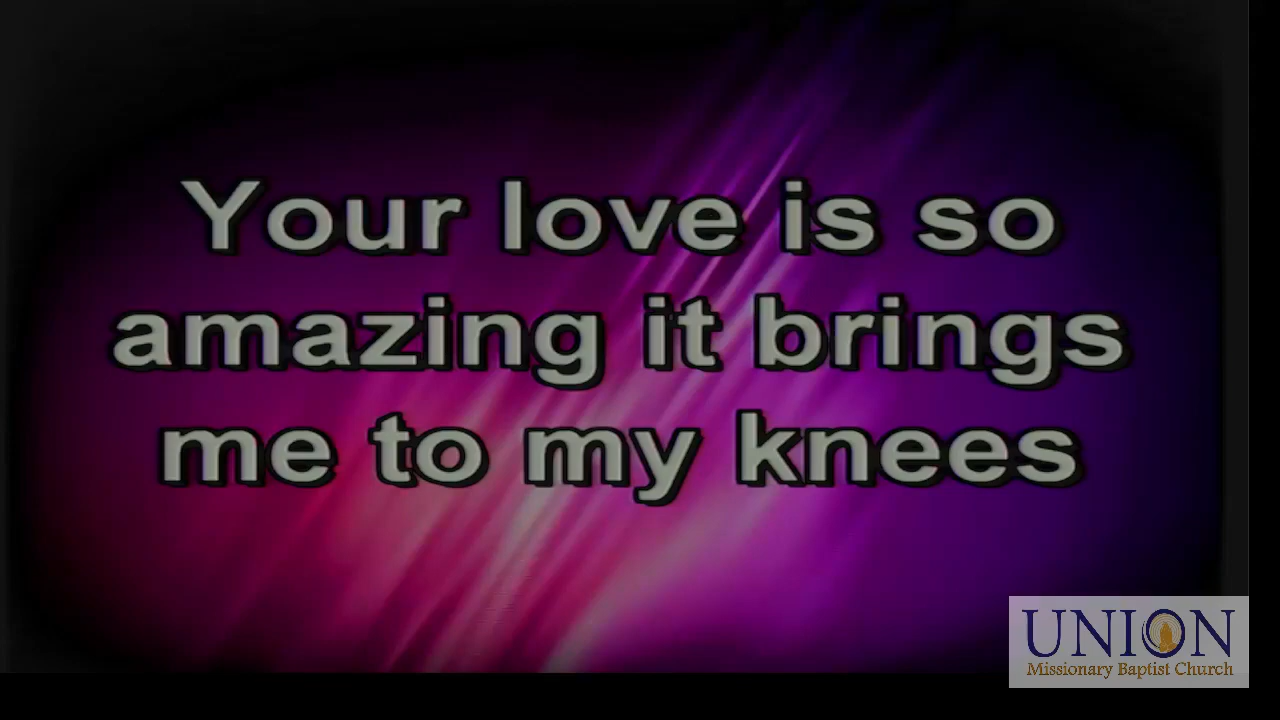 Your love is so
amazing it brings
me to my knees
UNION
Missionary Baptist Church